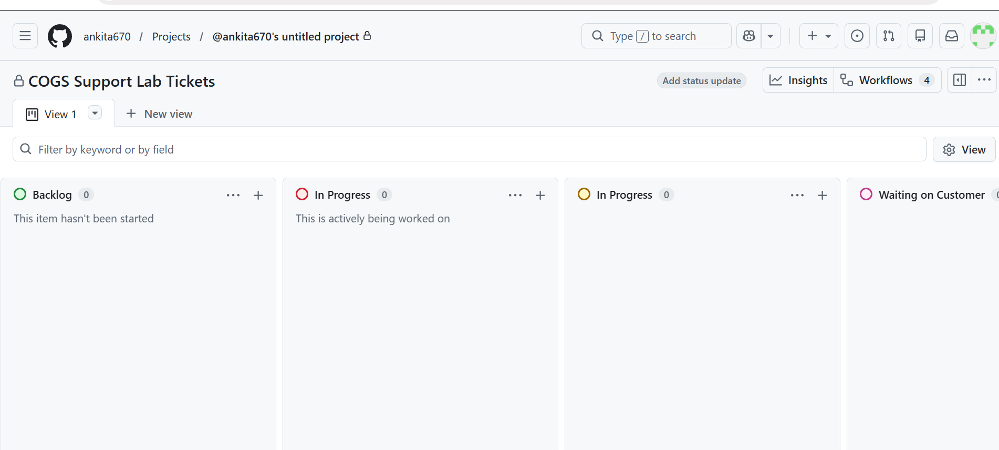 ankita670 / Projects / @ankita670's untitled project
Type / to search
COGS Support Lab Tickets
Add status update
Insights
Workflows 4
View 1
New view
Filter by keyword or by field
View
Backlog 0
This item hasn't been started
In Progress 0
This is actively being worked on
In Progress 0
Waiting on Customer